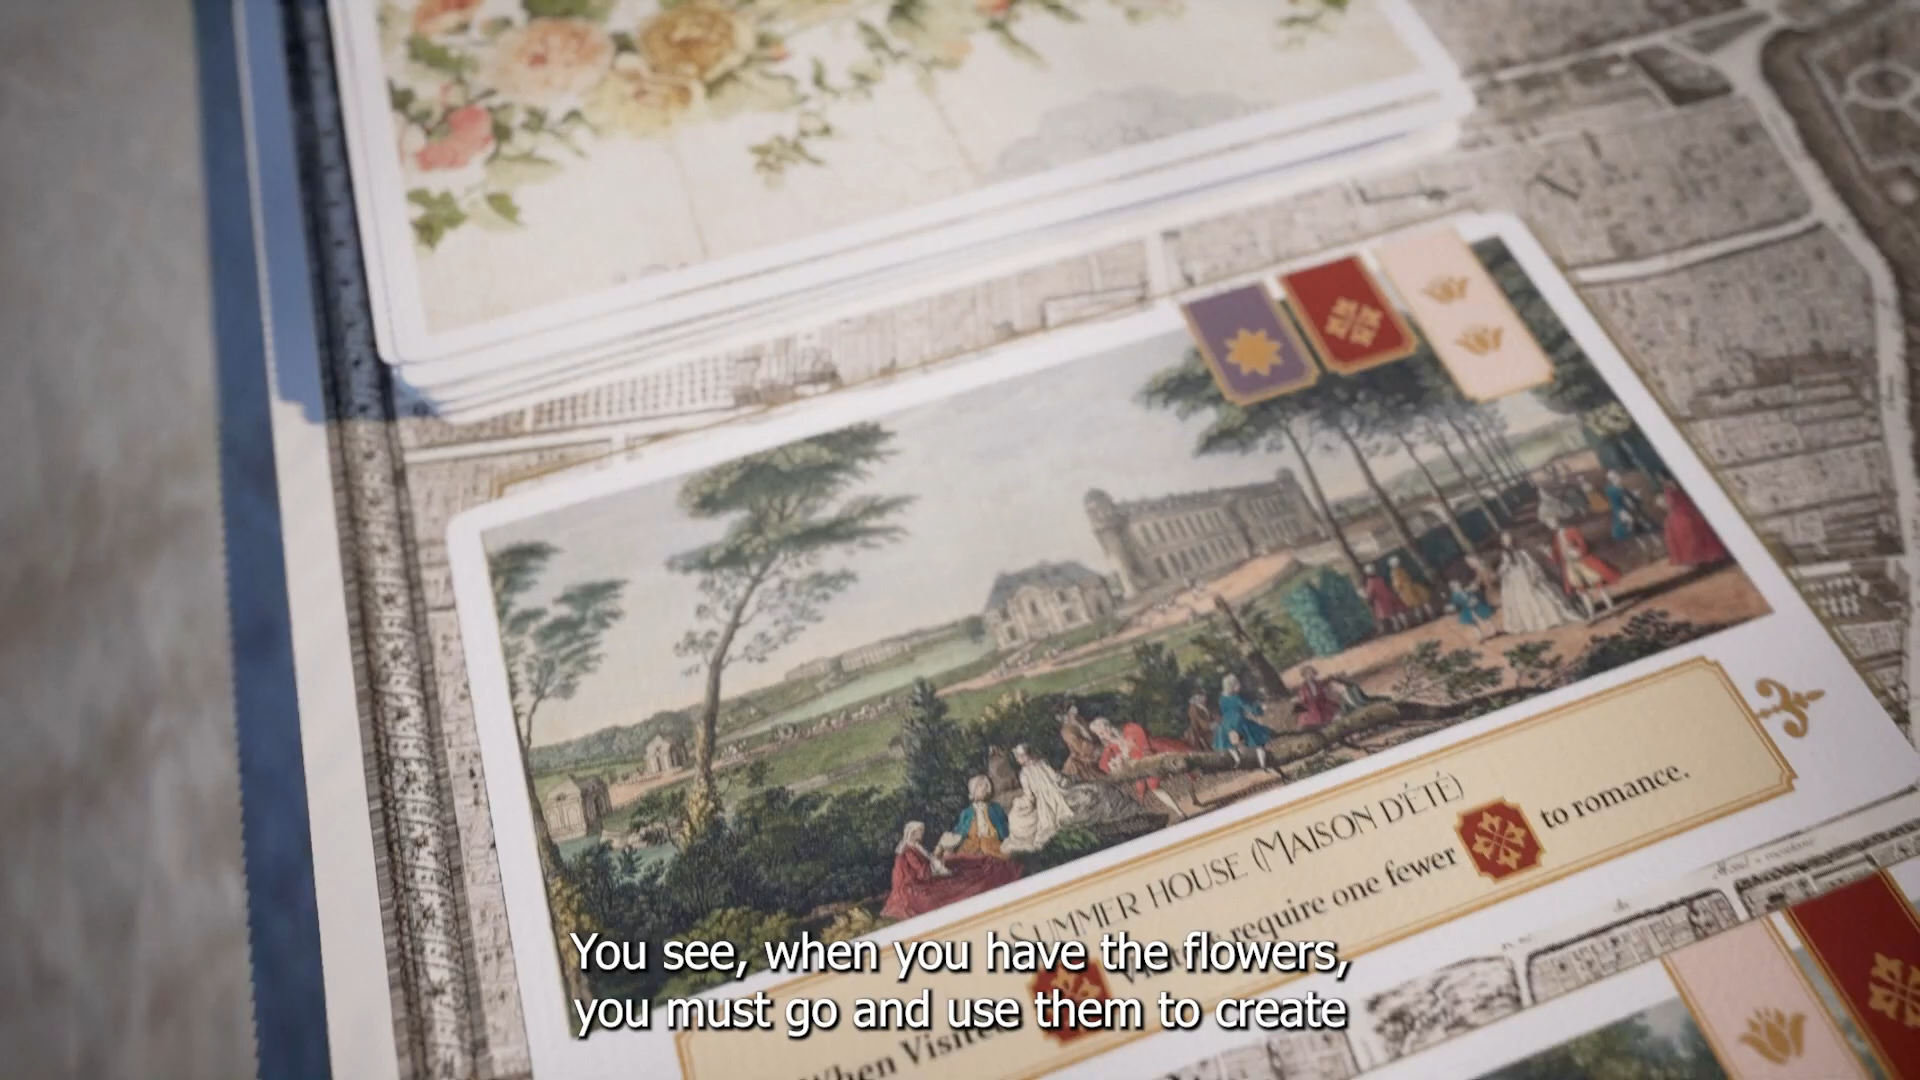 SUMMER HOUSE (MAISON D'ÉTÉ)
require one fewer to romance.
When
You see, when you have the flowers,
you must go and use them to create